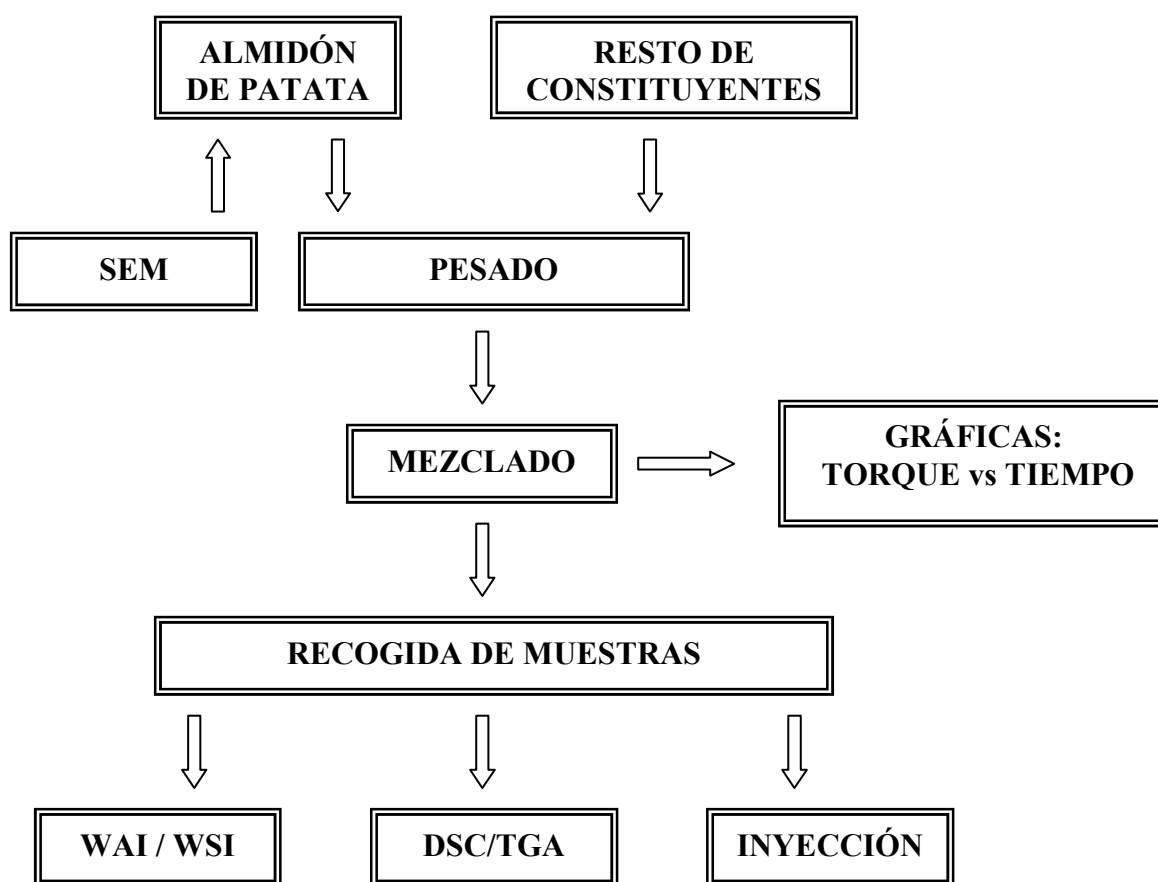 ALMIDÓN
DE PATATA
RESTO DE
CONSTITUYENTES
SEM
PESADO
MEZCLADO
GRÁFICAS:
TORQUE vs TIEMPO
RECOGIDA DE MUESTRAS
WAI / WSI
DSC/TGA
INYECCIÓN